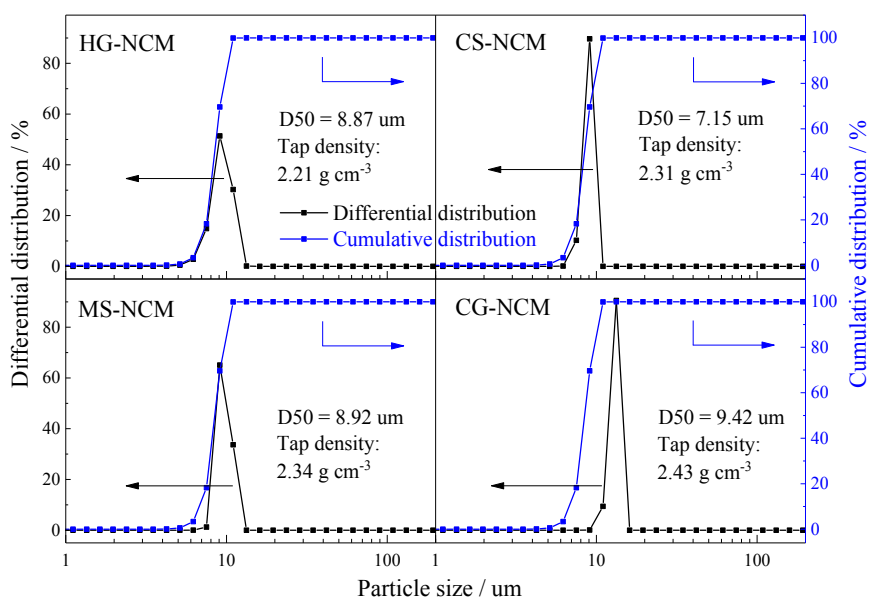 HG-NCM
D50 = 8.87 um
Tap density:
2.21 g cm-3
CS-NCM
D50 = 7.15 um
Tap density:
2.31 g cm-3
Differential distribution
Cumulative distribution
MS-NCM
D50 = 8.92 um
Tap density:
2.34 g cm-3
CG-NCM
D50 = 9.42 um
Tap density:
2.43 g cm-3
80
60
40
20
0
80
60
40
20
0
100
80
60
40
20
0
100
80
60
40
20
0
1
10
100
1
10
100
Differential distribution / %
Cumulative distribution / %
Particle size / um